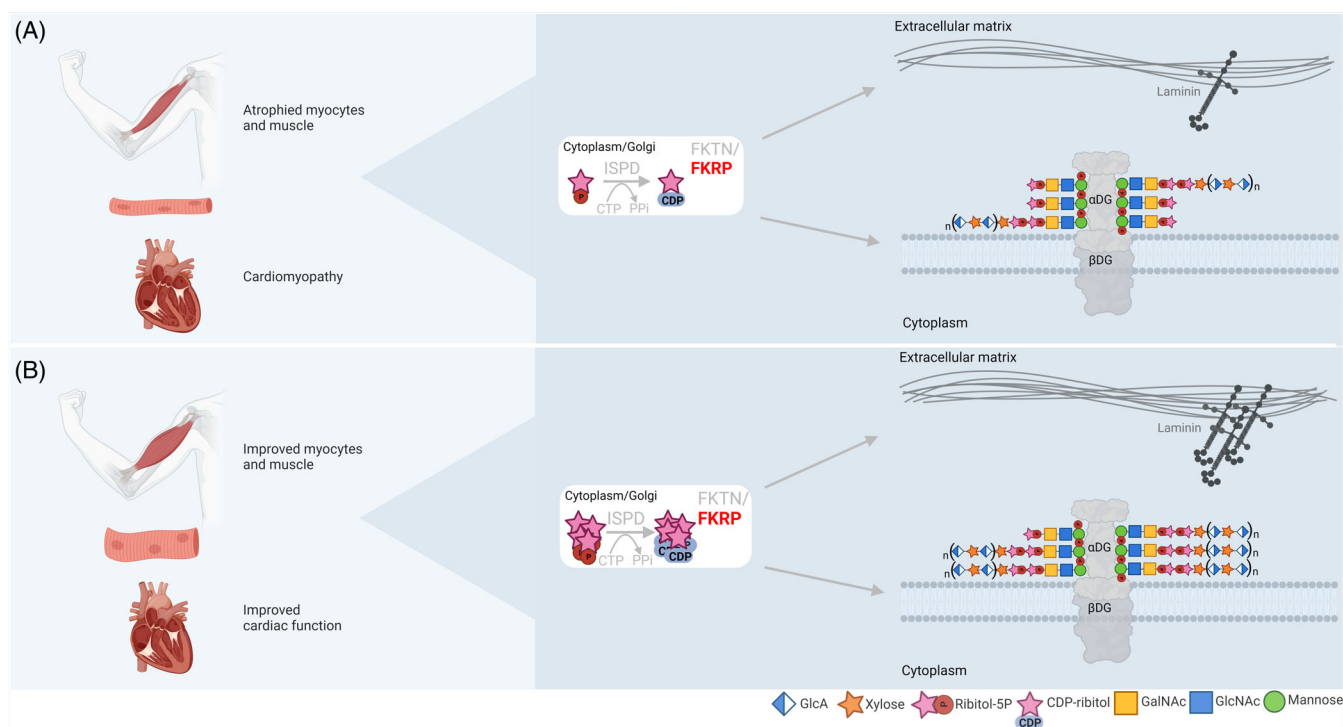 (A)
Atrophied myocytes
and muscle
Cardiomyopathy
Cytoplasm/Golgi
ISPD
FKTN/
FKRP
P
CTP PPi
CDP
Extracellular matrix
Laminin
αDG
n
n
βDG
Cytoplasm
(B)
Improved myocytes
and muscle
Improved
cardiac function
Cytoplasm/Golgi
ISPD
FKTN/
FKRP
P
CTP PPi
CDP
Extracellular matrix
Laminin
αDG
n
n
n
n
n
βDG
Cytoplasm
GlcA Xylose P Ribitol-5P CDP-ribitol GalNAc GlcNAc Mannose
CDP